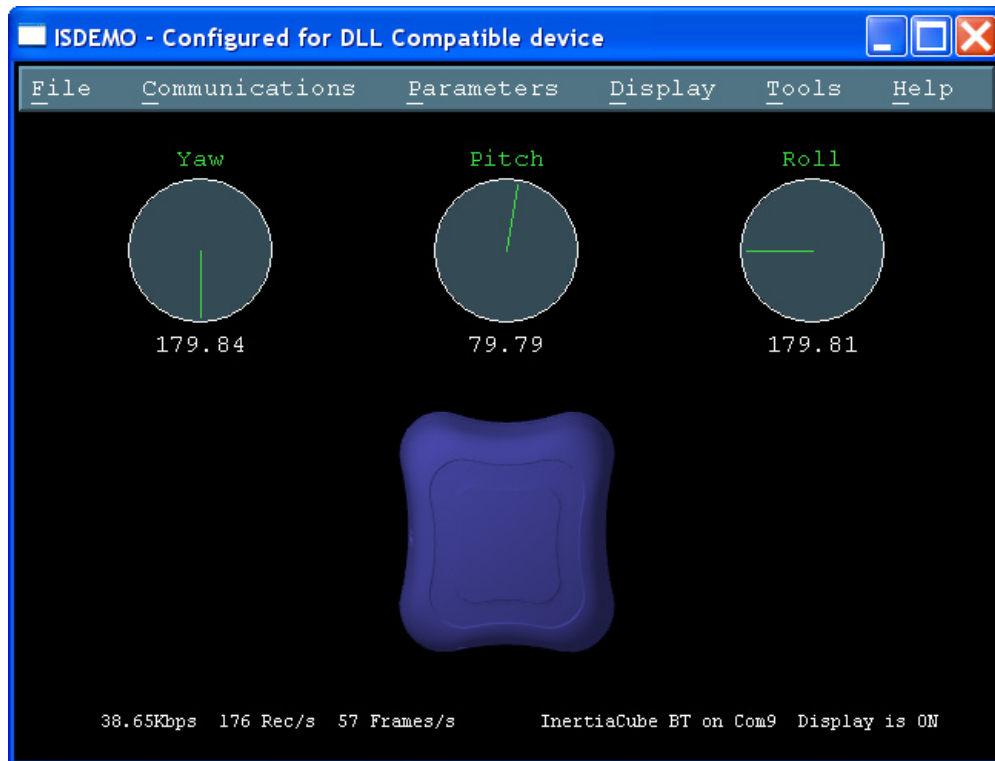 ISDEMO - Configured for DLL Compatible device
File Communications Parameters Display Tools Help
Yaw Pitch Roll
179.84 79.79 179.81
38.65Kbps 176 Rec/s 57 Frames/s InertiaCube BT on Com9 Display is ON